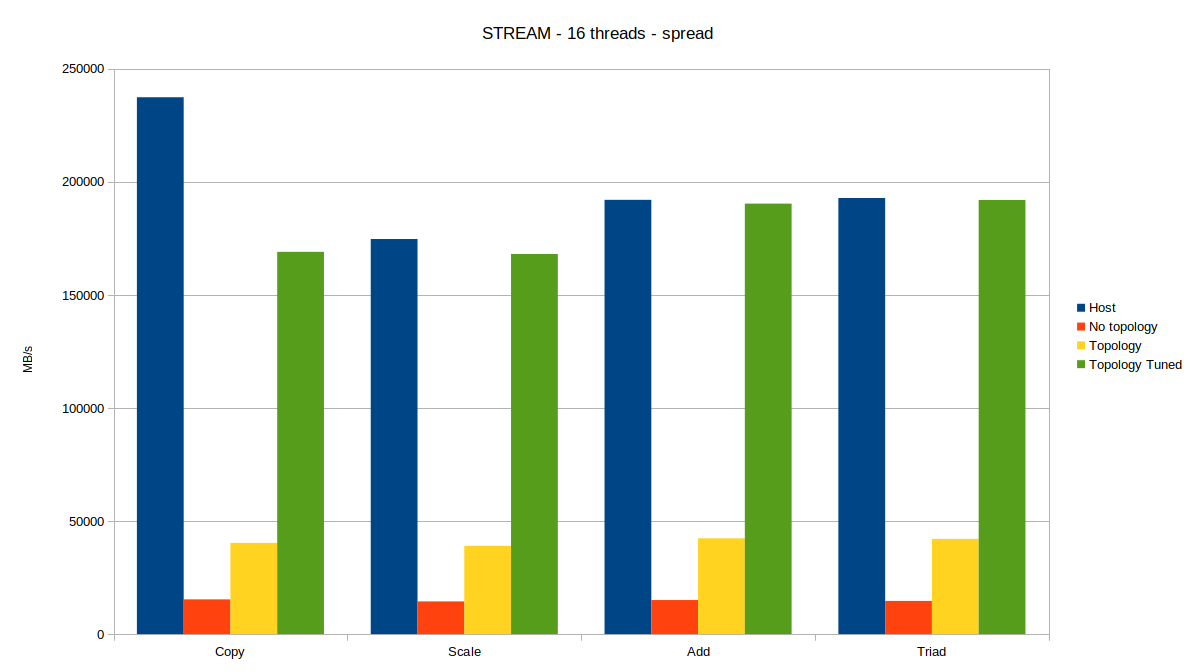 STREAM - 16 threads - spread
250000
200000
150000
100000
50000
0
MB/s
Copy
Scale
Add
Triad
Host
No topology
Topology
Topology Tuned